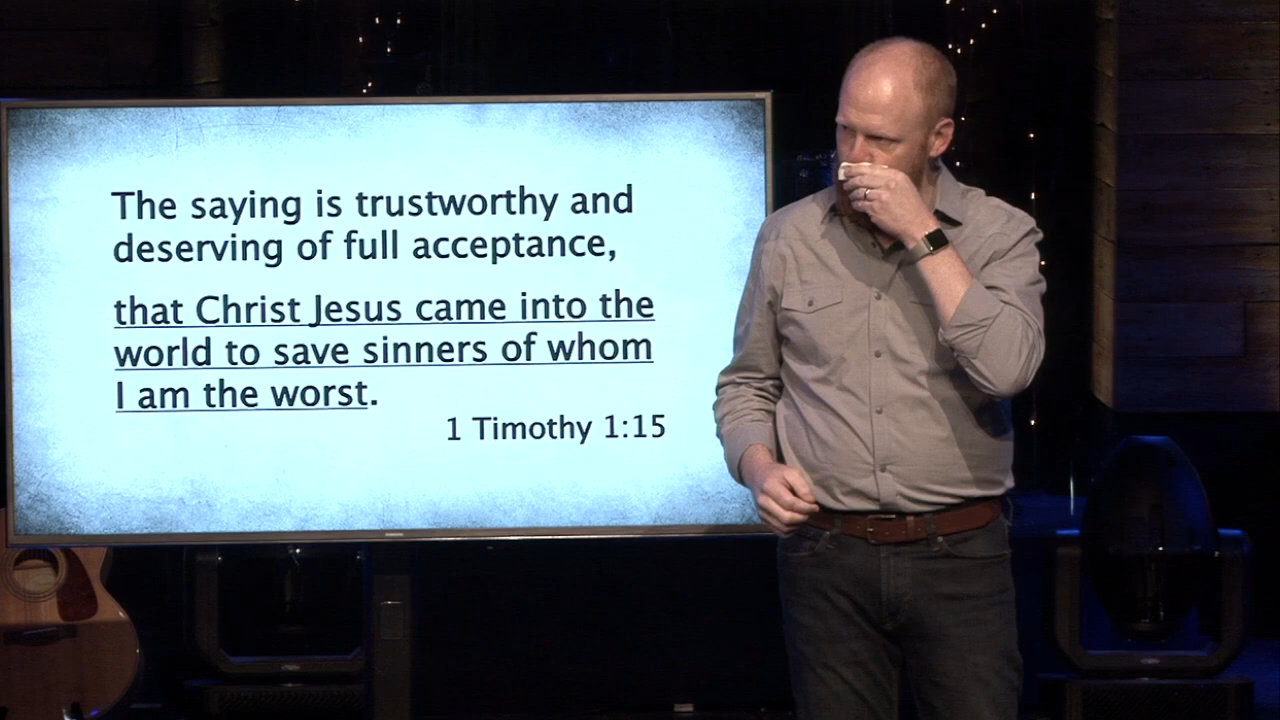 The saying is trustworthy and
deserving of full acceptance,
that Christ Jesus came into the
world to save sinners of whom
I am the worst.
1 Timothy 1:15